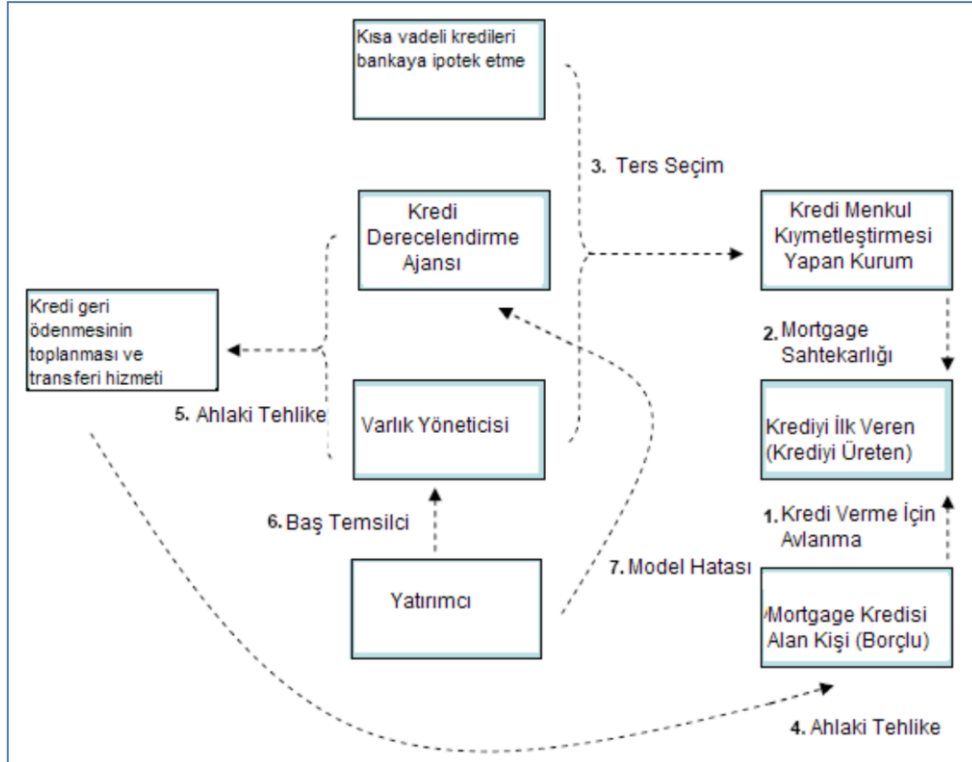 Kısa vadeli kredileri
bankaya ipotek etme
3. Ters Seçim
Kredi
Derecelendirme
Ajansı
Kredi Menkul
Kıymetleştirmesi
Yapan Kurum
Kredi geri
ödenmesinin
toplanması ve
transferi hizmeti
2. Mortgage
Sahtekarlığı
5. Ahlaki Tehlike
Varlık Yöneticisi
Krediyi İlk Veren
(Krediyi Üreten)
6. Baş Temsilci
1. Kredi Verme İçin
Avlanma
7. Model Hatası
Yatırımcı
Mortgage Kredisi
Alan Kişi (Borçlu)
4. Ahlaki Tehlike